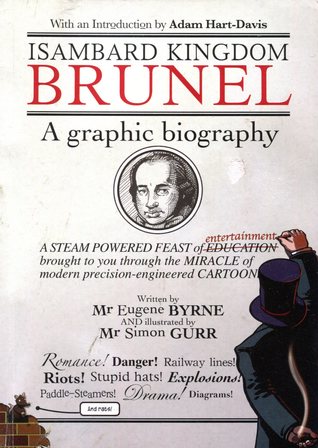 With an Introduction by Adam Hart-Davis
ISAMBARD KINGDOM
BRUNEL
A graphic biography
entertainment
A STEAM POWERED FEAST of EDUCATION
brought to you through the MIRACLE of
modern precision-engineered CARTOON
Written by
Mr Eugene BYRNE
AND illustrated by
Mr Simon GURR
Romance! Danger! Railway lines!
Riots! Stupid hats! Explosions!
Paddle-Steamers! Drama! Diagrams!
And rats!